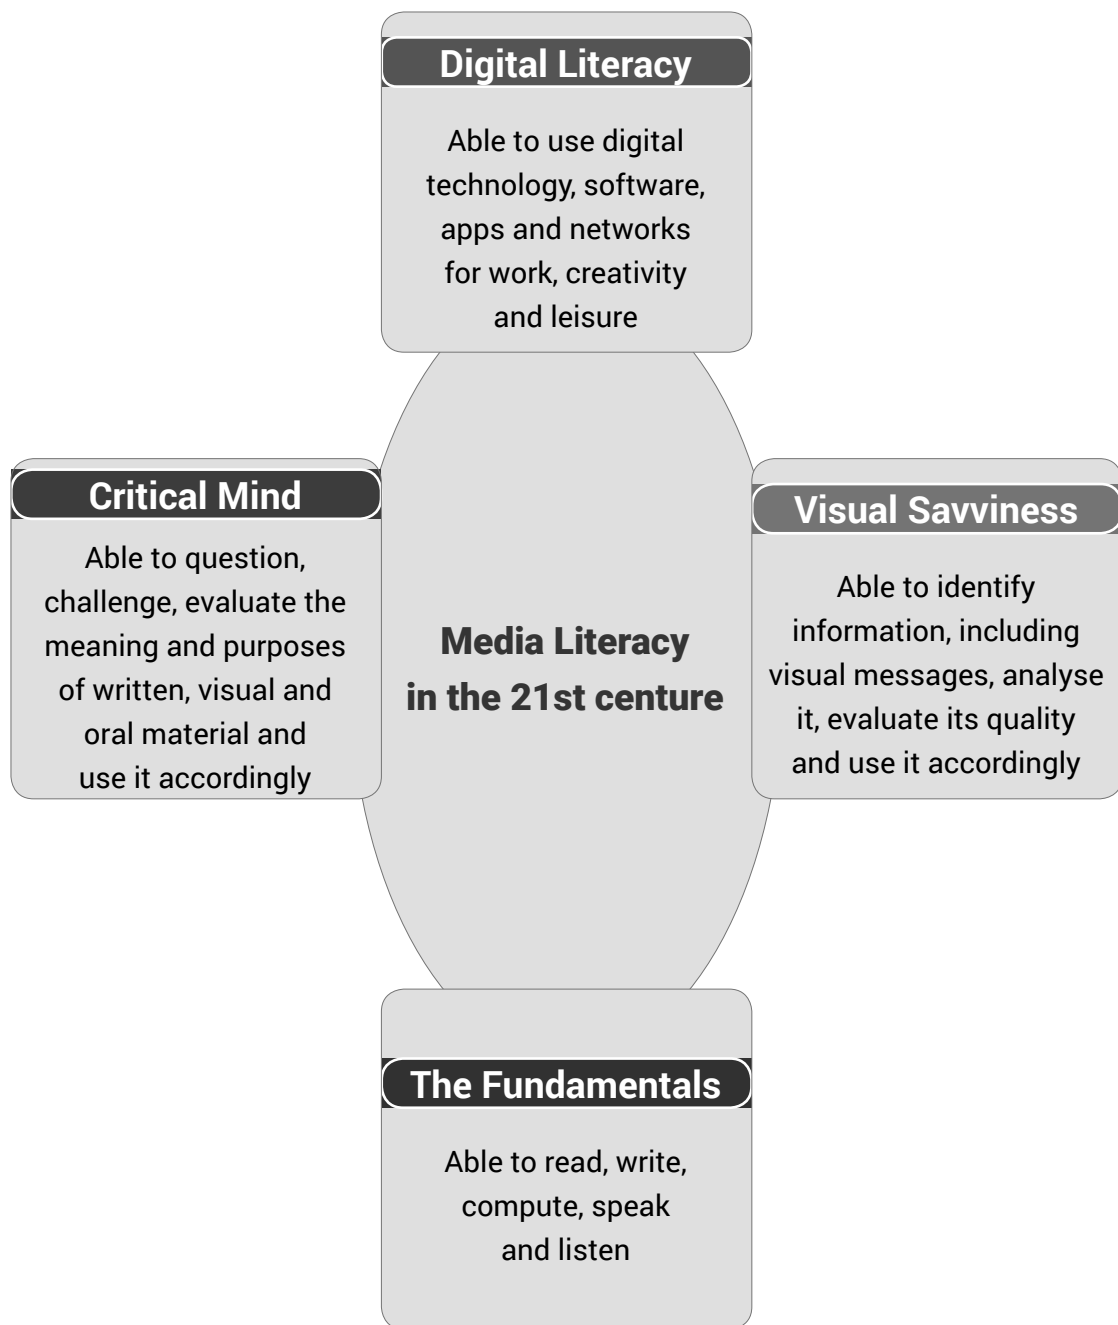 Digital Literacy
Able to use digital
technology, software,
apps and networks
for work, creativity
and leisure
Critical Mind
Able to question,
challenge, evaluate the
meaning and purposes
of written, visual and
oral material and
use it accordingly
Media Literacy
in the 21st centure
Visual Savviness
Able to identify
information, including
visual messages, analyse
it, evaluate its quality
and use it accordingly
The Fundamentals
Able to read, write,
compute, speak
and listen